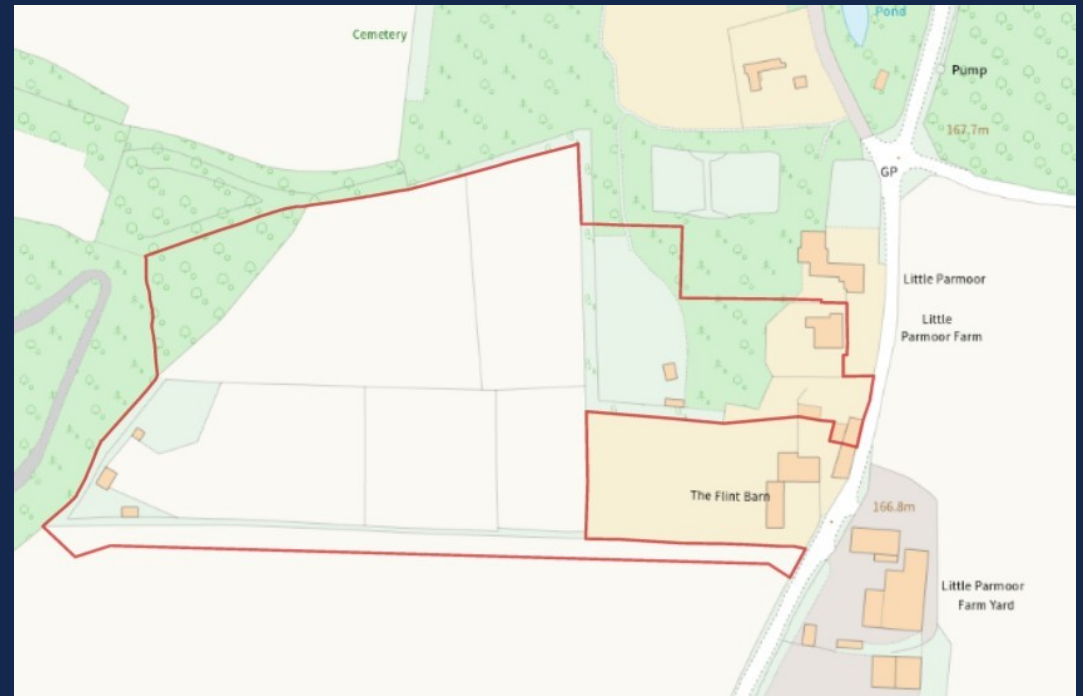 Pond
Cemetery
Pump
167.7m
GP
Little Parmoor
Little
Parmoor Farm
The Flint Barn
166.8m
Little Parmoor
Farm Yard